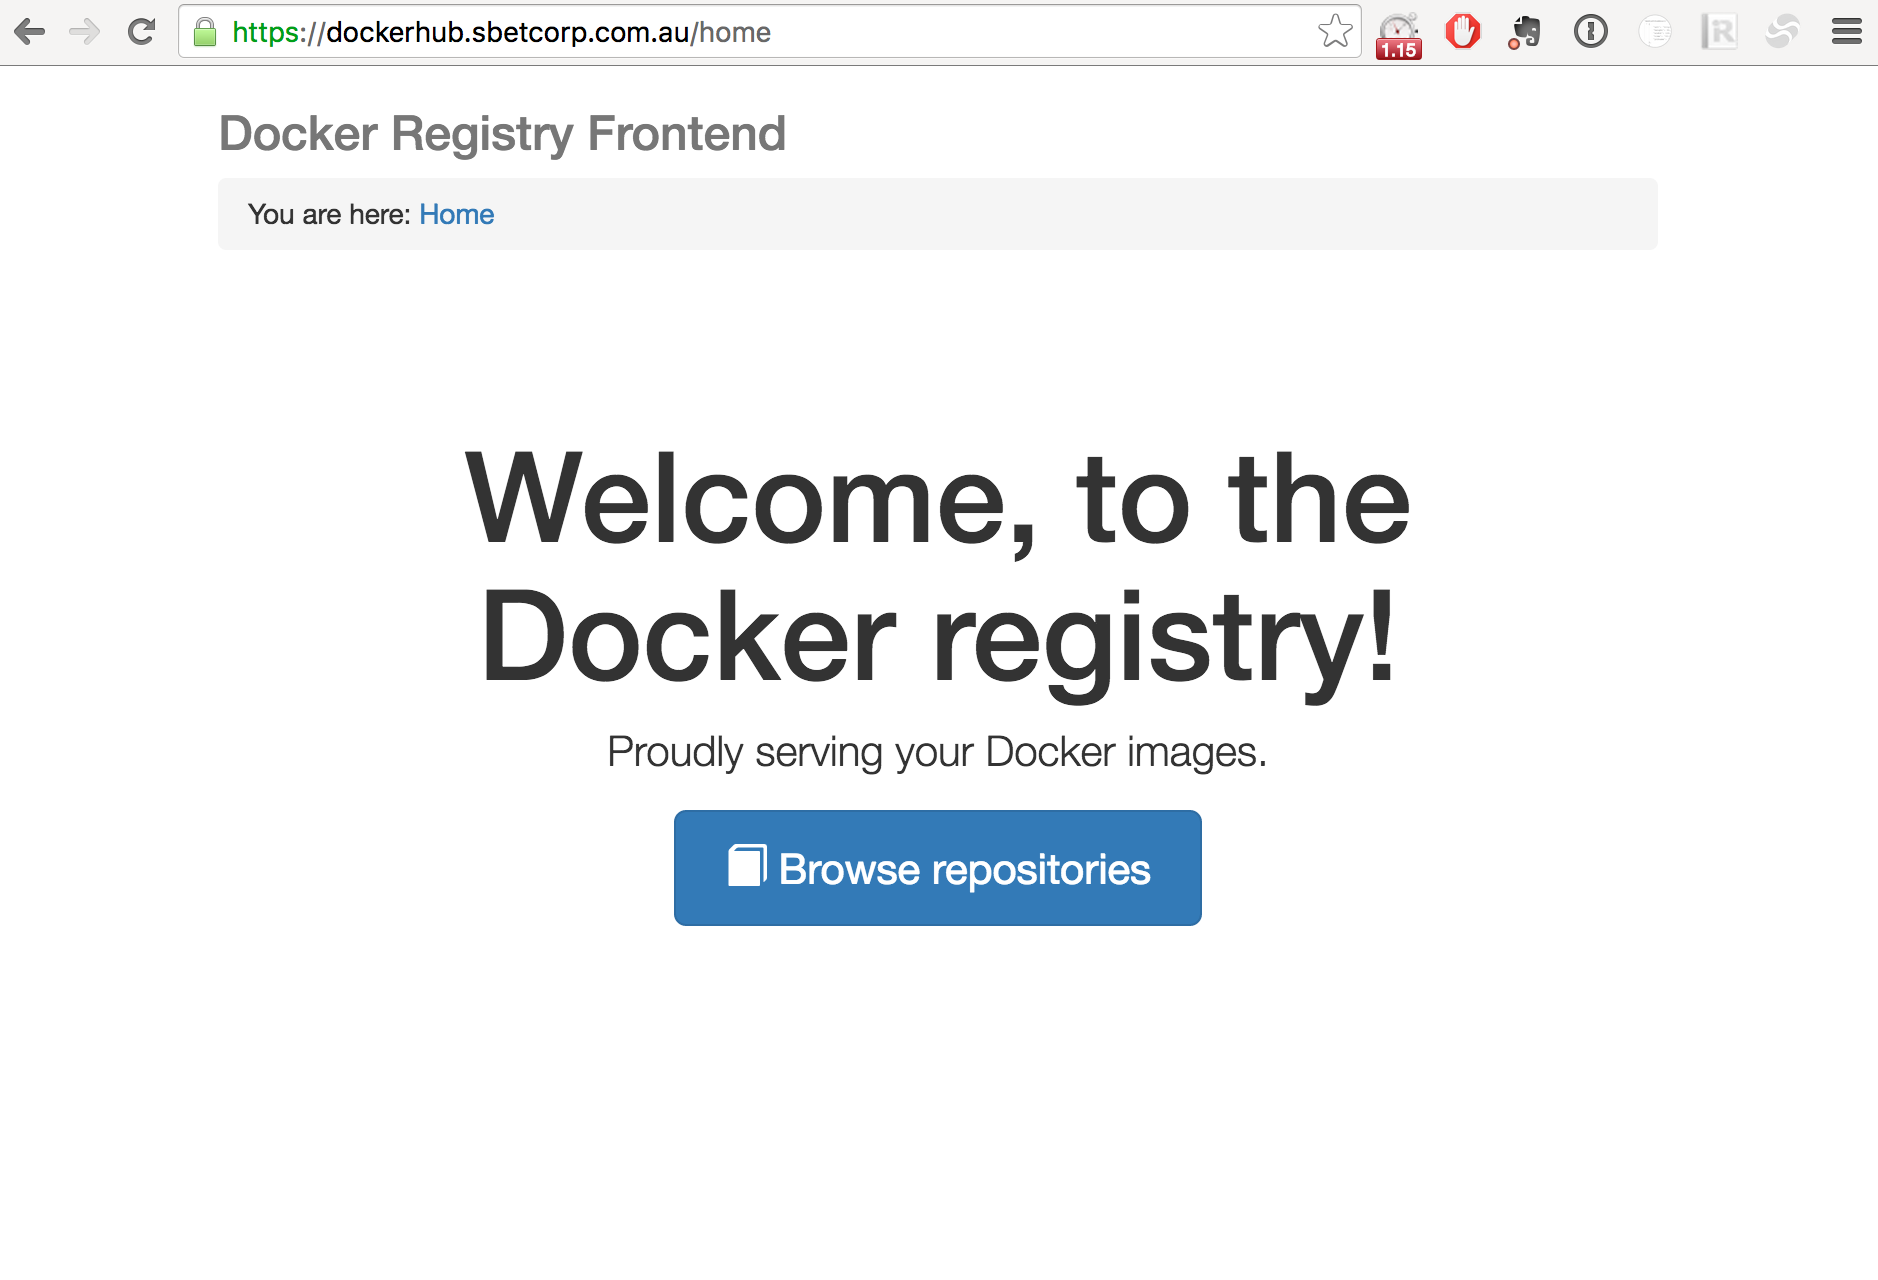 https://dockerhub.sbetcorp.com.au/home
1.15
R
Docker Registry Frontend
You are here: Home
Welcome, to the
Docker registry!
Proudly serving your Docker images.
Browse repositories